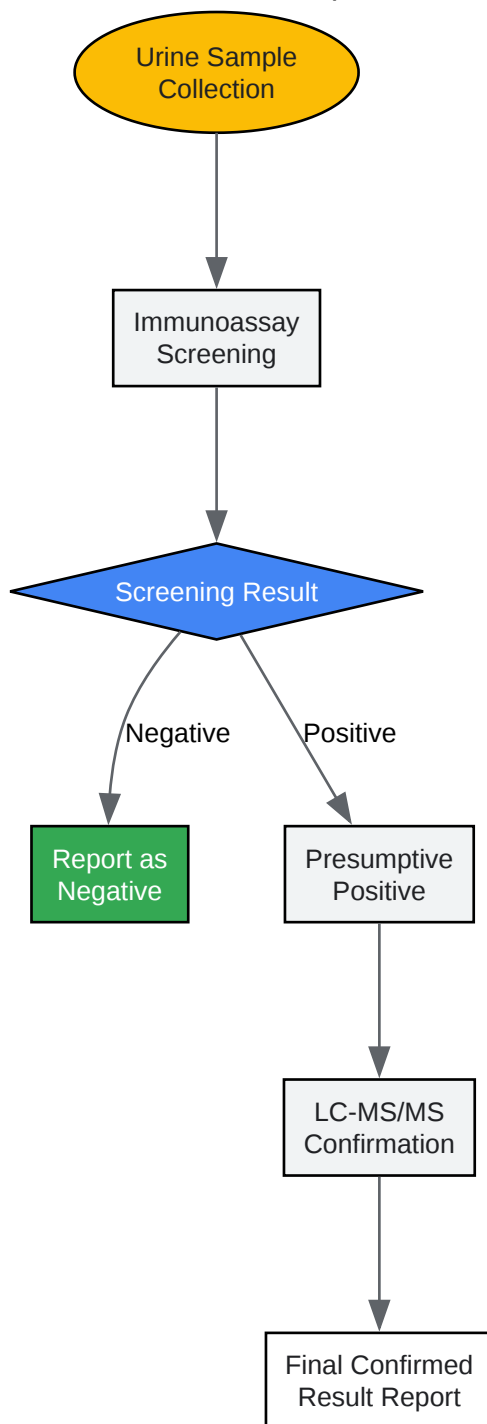 Urine Sample
Collection
Immunoassay
Screening
Screening Result
Negative
Positive
Report as
Negative
Presumptive
Positive
LC-MS/MS
Confirmation
Final Confirmed
Result Report